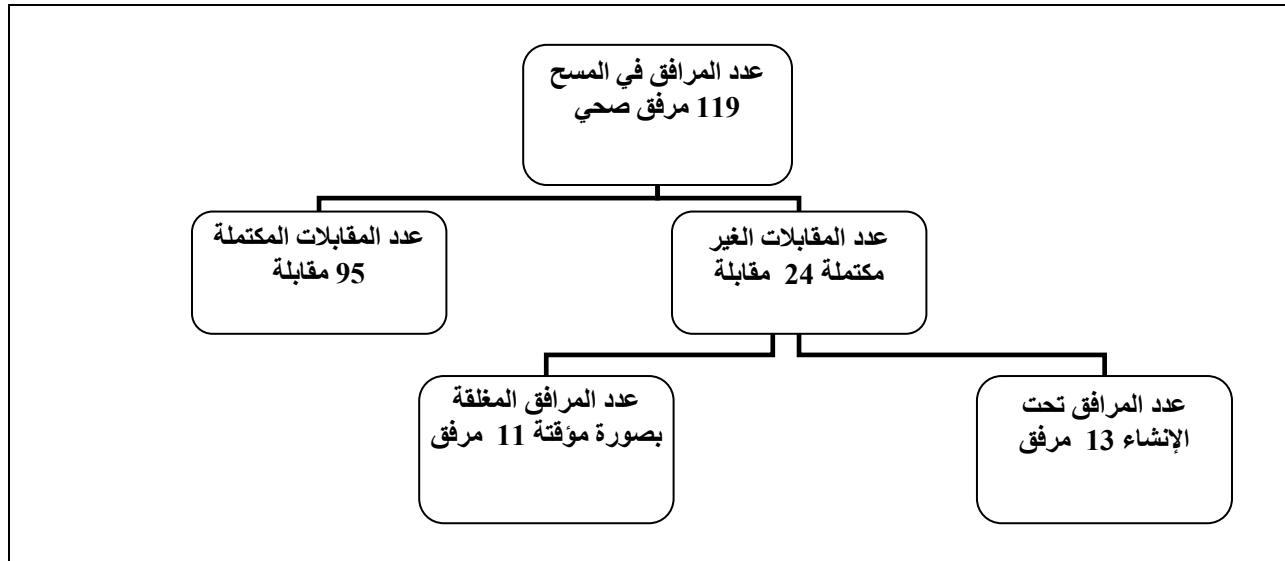 عدد المرافق في المسح
119 مرفق صحي
عدد المقابلات الغير
مكتملة 24 مقابلة
عدد المقابلات المكتملة
95 مقابلة
عدد المرافق تحت
الإنشاء 13 مرفق
عدد المرافق المغلقة
بصورة مؤقتة 11 مرفق